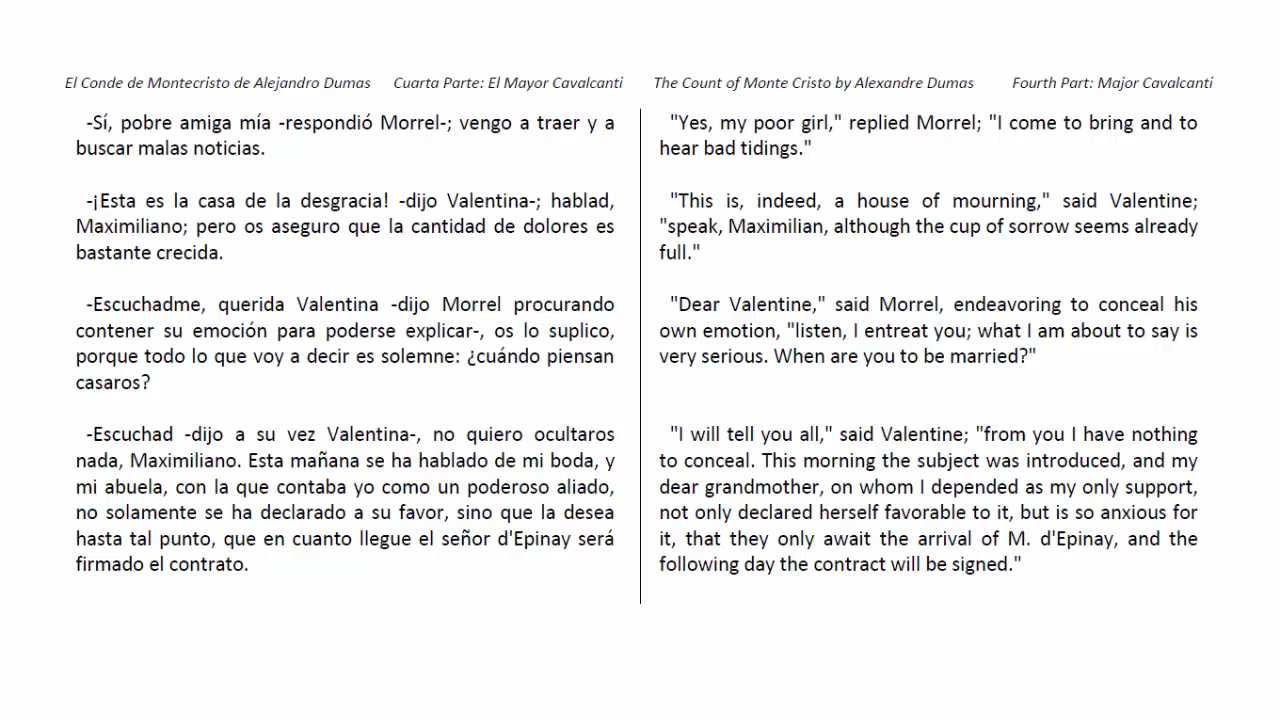 El Conde de Montecristo de Alejandro Dumas Cuarta Parte: El Mayor Cavalcanti
-Sí, pobre amiga mía -respondió Morrel-; vengo a traer y a
buscar malas noticias.
-¡Esta es la casa de la desgracia! -dijo Valentina-; hablad,
Maximiliano; pero os aseguro que la cantidad de dolores es
bastante crecida.
-Escuchadme, querida Valentina -dijo Morrel procurando
contener su emoción para poderse explicar-, os lo suplico,
porque todo lo que voy a decir es solemne: ¿cuándo piensan
casaros?
-Escuchad -dijo a su vez Valentina-, no quiero ocultaros
nada, Maximiliano. Esta mañana se ha hablado de mi boda, y
mi abuela, con la que contaba yo como un poderoso aliado,
no solamente se ha declarado a su favor, sino que la desea
hasta tal punto, que en cuanto llegue el señor d'Epinay será
firmado el contrato.
The Count of Monte Cristo by Alexandre Dumas Fourth Part: Major Cavalcanti
"Yes, my poor girl," replied Morrel; "I come to bring and to
hear bad tidings."
"This is, indeed, a house of mourning," said Valentine;
"speak, Maximilian, although the cup of sorrow seems already
full."
"Dear Valentine," said Morrel, endeavoring to conceal his
own emotion, "listen, I entreat you; what I am about to say is
very serious. When are you to be married?"
"I will tell you all," said Valentine; "from you I have nothing
to conceal. This morning the subject was introduced, and my
dear grandmother, on whom I depended as my only support,
not only declared herself favorable to it, but is so anxious for
it, that they only await the arrival of M. d'Epinay, and the
following day the contract will be signed."